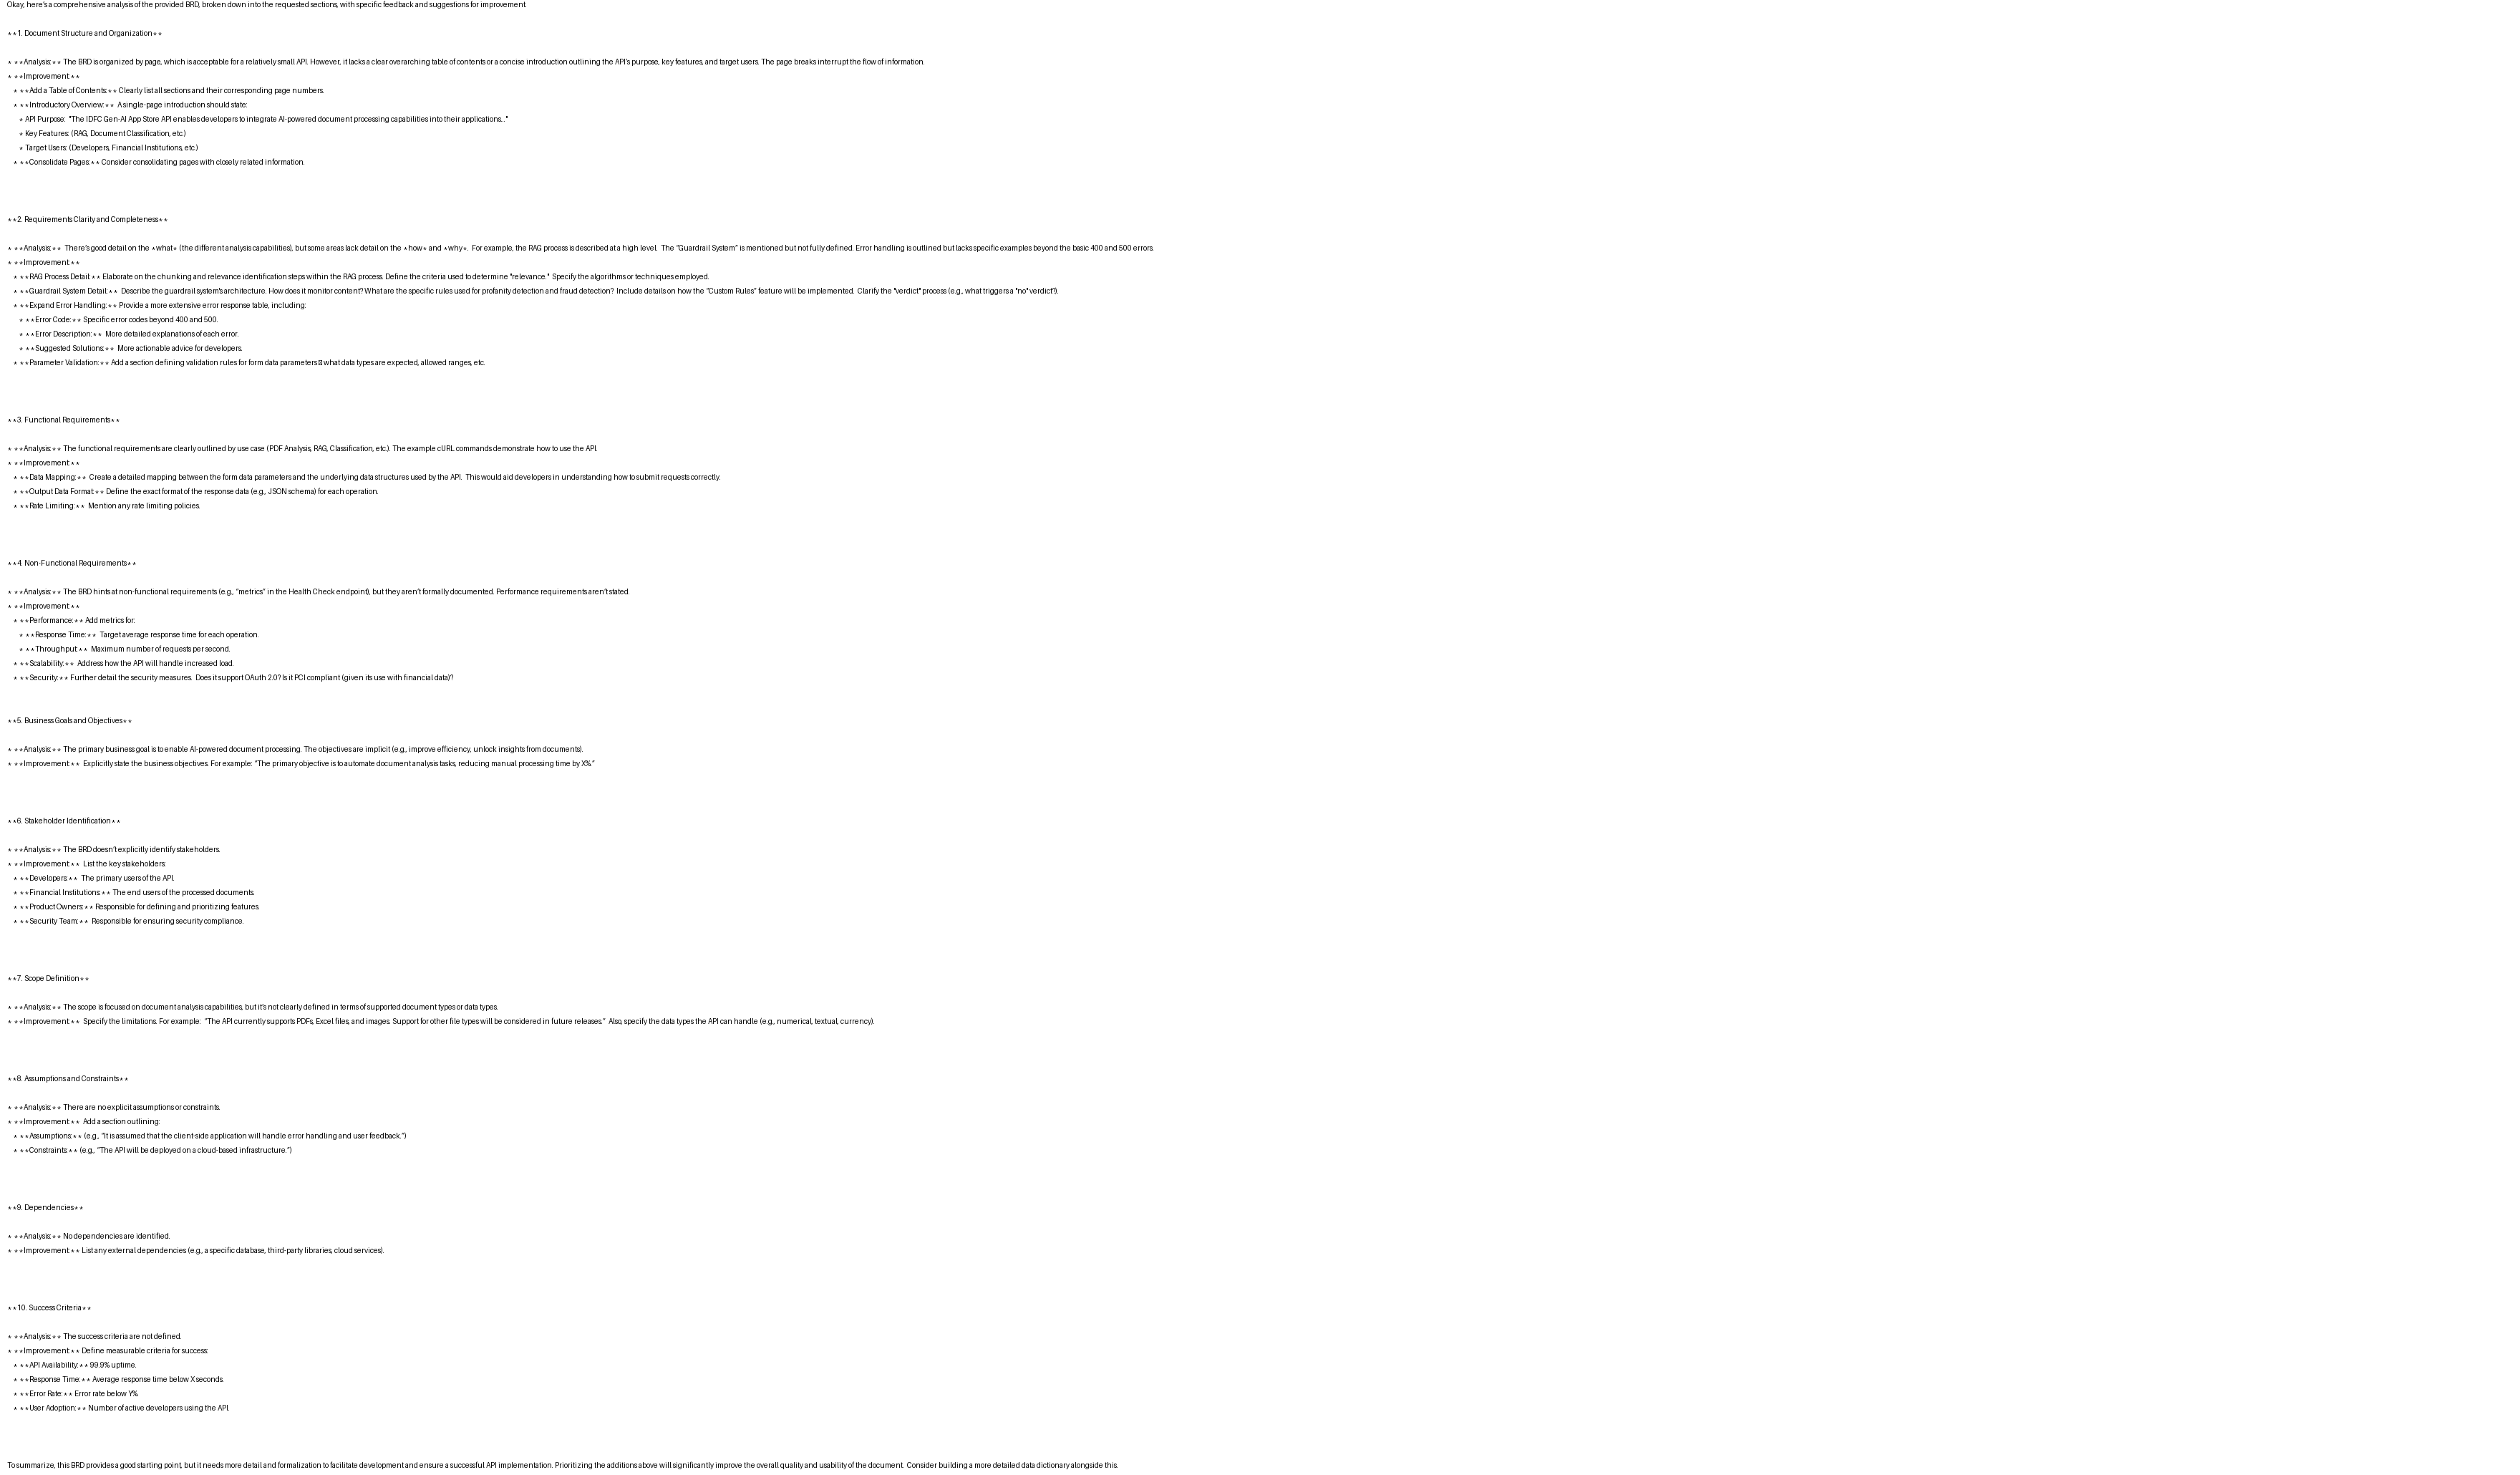 Okay, here's a comprehensive analysis of the provided BRD, broken down into the requested sections, with specific feedback and suggestions for improvement.
**1. Document Structure and Organization**
* **Analysis:** The BRD is organized by page, which is acceptable for a relatively small API. However, it lacks a clear overarching table of contents or a concise introduction outlining the API's purpose, key features, and target users. The page breaks interrupt the flow of information.
* **Improvement:**
* **Add a Table of Contents:** Clearly list all sections and their corresponding page numbers.
* **Introductory Overview:** A single-page introduction should state:
* API Purpose: "The IDFC Gen-AI App Store API enables developers to integrate AI-powered document processing capabilities into their applications..."
* Key Features: (RAG, Document Classification, etc.)
* Target Users: (Developers, Financial Institutions, etc.)
* **Consolidate Pages:** Consider consolidating pages with closely related information.
**2. Requirements Clarity and Completeness**
* **Analysis:** There's good detail on the *what* (the different analysis capabilities), but some areas lack detail on the *how* and *why*. For example, the RAG process is described at a high level. The “Guardrail System” is mentioned but not fully defined. Error handling is outlined but lacks specific examples beyond the basic 400 and 500 errors.
* **Improvement:**
* **RAG Process Detail:** Elaborate on the chunking and relevance identification steps within the RAG process. Define the criteria used to determine "relevance." Specify the algorithms or techniques employed.
* **Guardrail System Detail:** Describe the guardrail system's architecture. How does it monitor content? What are the specific rules used for profanity detection and fraud detection? Include details on how the “Custom Rules” feature will be implemented. Clarify the "verdict" process (e.g., what triggers a "no" verdict?).
* **Expand Error Handling:** Provide a more extensive error response table, including:
* **Error Code:** Specific error codes beyond 400 and 500.
* **Error Description:** More detailed explanations of each error.
* **Suggested Solutions:** More actionable advice for developers.
* **Parameter Validation:** Add a section defining validation rules for form data parameters what data types are expected, allowed ranges, etc.
**3. Functional Requirements**
* **Analysis:** The functional requirements are clearly outlined by use case (PDF Analysis, RAG, Classification, etc.). The example cURL commands demonstrate how to use the API.
* **Improvement:**
* **Data Mapping:** Create a detailed mapping between the form data parameters and the underlying data structures used by the API. This would aid developers in understanding how to submit requests correctly.
* **Output Data Format:** Define the exact format of the response data (e.g., JSON schema) for each operation.
* **Rate Limiting:** Mention any rate limiting policies.
**4. Non-Functional Requirements**
* **Analysis:** The BRD hints at non-functional requirements (e.g., “metrics” in the Health Check endpoint), but they aren’t formally documented. Performance requirements aren’t stated.
* **Improvement:**
* **Performance:** Add metrics for:
* **Response Time:** Target average response time for each operation.
* **Throughput:** Maximum number of requests per second.
* **Scalability:** Address how the API will handle increased load.
* **Security:** Further detail the security measures. Does it support OAuth 2.0? Is it PCI compliant (given its use with financial data)?
**5. Business Goals and Objectives**
* **Analysis:** The primary business goal is to enable AI-powered document processing. The objectives are implicit (e.g., improve efficiency, unlock insights from documents).
* **Improvement:** Explicitly state the business objectives. For example: “The primary objective is to automate document analysis tasks, reducing manual processing time by X%.”
**6. Stakeholder Identification**
* **Analysis:** The BRD doesn’t explicitly identify stakeholders.
* **Improvement:** List the key stakeholders:
* **Developers:** The primary users of the API.
* **Financial Institutions:** The end users of the processed documents.
* **Product Owners:** Responsible for defining and prioritizing features.
* **Security Team:** Responsible for ensuring security compliance.
**7. Scope Definition**
* **Analysis:** The scope is focused on document analysis capabilities, but it’s not clearly defined in terms of supported document types or data types.
* **Improvement:** Specify the limitations. For example: “The API currently supports PDFs, Excel files, and images. Support for other file types will be considered in future releases.” Also, specify the data types the API can handle (e.g., numerical, textual, currency).
**8. Assumptions and Constraints**
* **Analysis:** There are no explicit assumptions or constraints.
* **Improvement:** Add a section outlining:
* **Assumptions:** (e.g., “It is assumed that the client-side application will handle error handling and user feedback.”)
* **Constraints:** (e.g., “The API will be deployed on a cloud-based infrastructure.”)
**9. Dependencies**
* **Analysis:** No dependencies are identified.
* **Improvement:** List any external dependencies (e.g., a specific database, third-party libraries, cloud services).
**10. Success Criteria**
* **Analysis:** The success criteria are not defined.
* **Improvement:** Define measurable criteria for success:
* **API Availability:** 99.9% uptime.
* **Response Time:** Average response time below X seconds.
* **Error Rate:** Error rate below Y%.
* **User Adoption:** Number of active developers using the API.
To summarize, this BRD provides a good starting point, but it needs more detail and formalization to facilitate development and ensure a successful API implementation. Prioritizing the additions above will significantly improve the overall quality and usability of the document. Consider building a more detailed data dictionary alongside this.